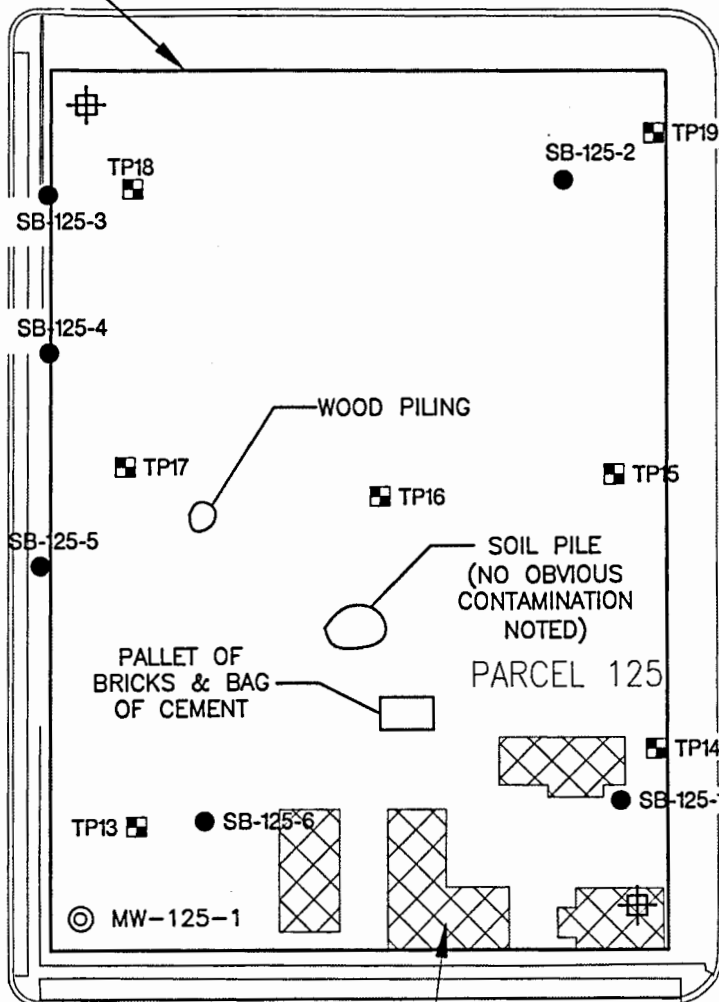 TP19
SB-125-2
TP18
SB-125-3
SB-125-4
WOOD PILING
TP17
TP16
TP15
SB-125-5
SOIL PILE
(NO OBVIOUS
CONTAMINATION
NOTED)
PALLET OF
BRICKS & BAG
OF CEMENT
PARCEL 125
TP14
SB-125-
TP13
SB-125-6
MW-125-1